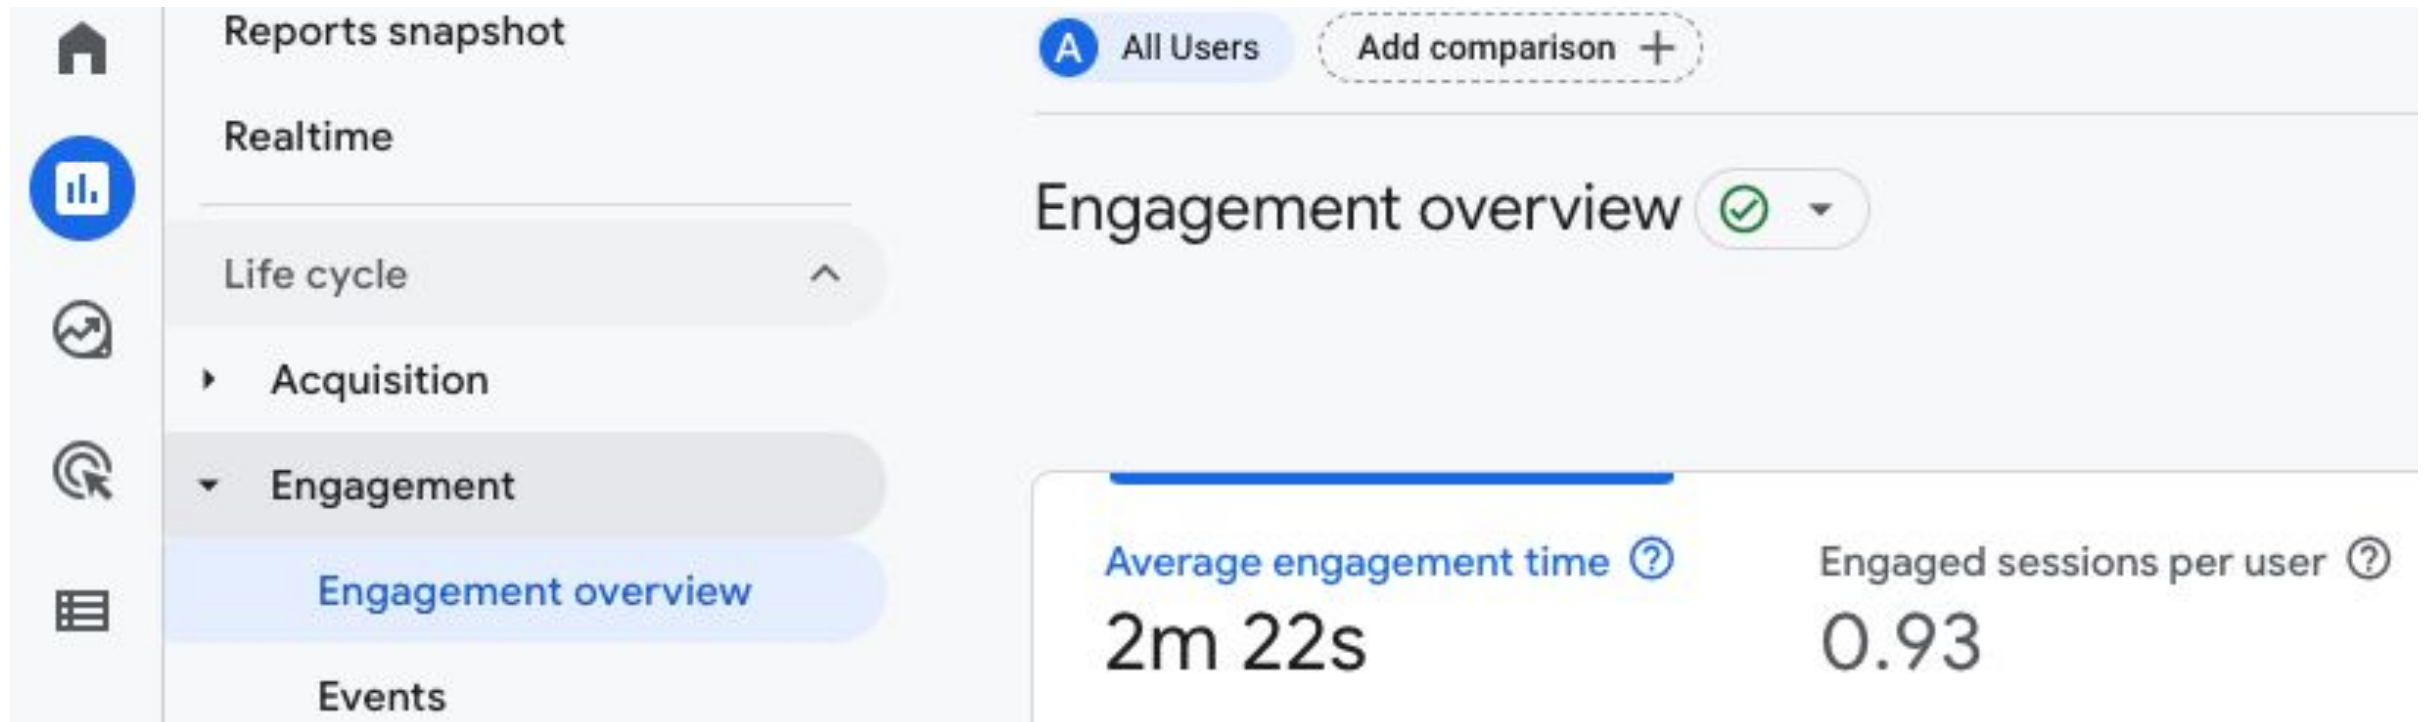 Reports snapshot
Realtime
Life cycle
Acquisition
Engagement
Engagement overview
Events
A All Users
Add comparison +
Engagement overview
Average engagement time ?
2m 22s
Engaged sessions per user ?
0.93